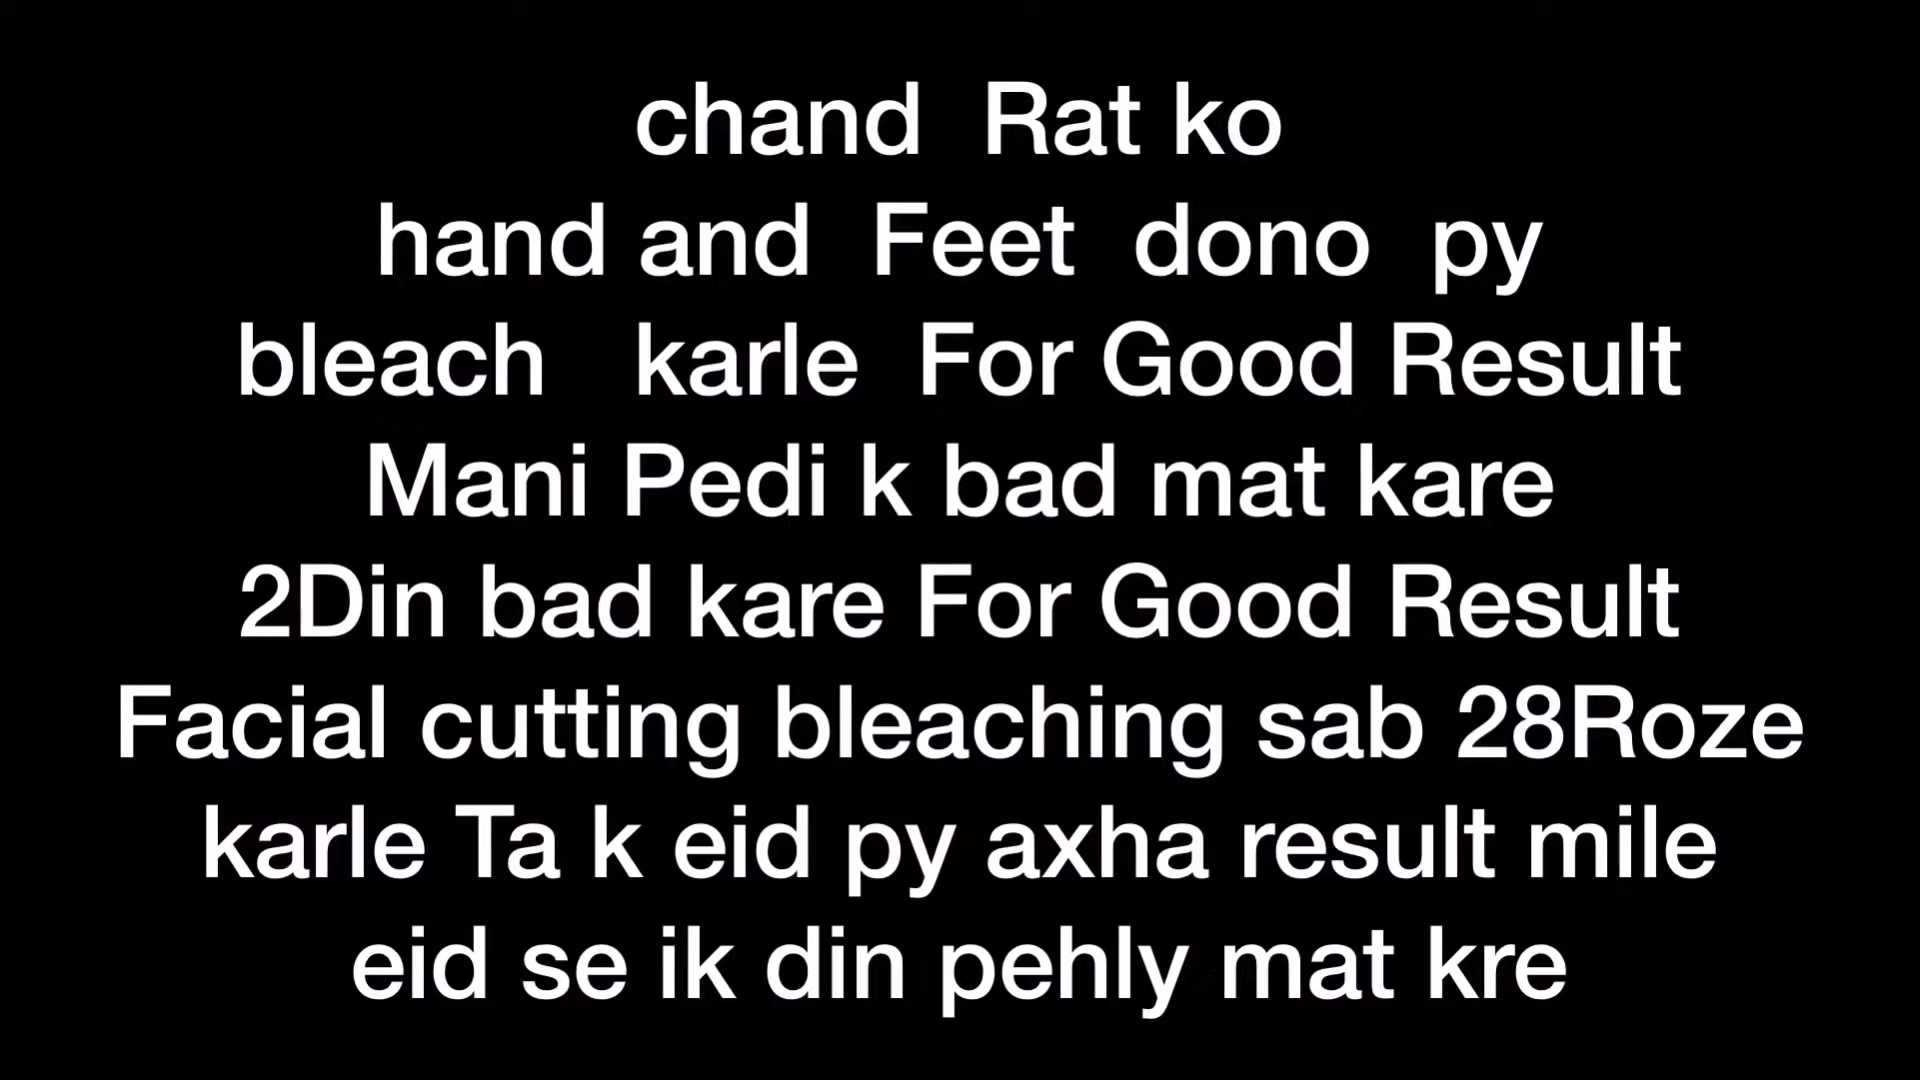 chand Rat ko
hand and Feet dono py
bleach karle For Good Result
Mani Pedi k bad mat kare
2Din bad kare For Good Result
Facial cutting bleaching sab 28Roze
karle Ta k eid py axha result mile
eid se ik din pehly mat kre